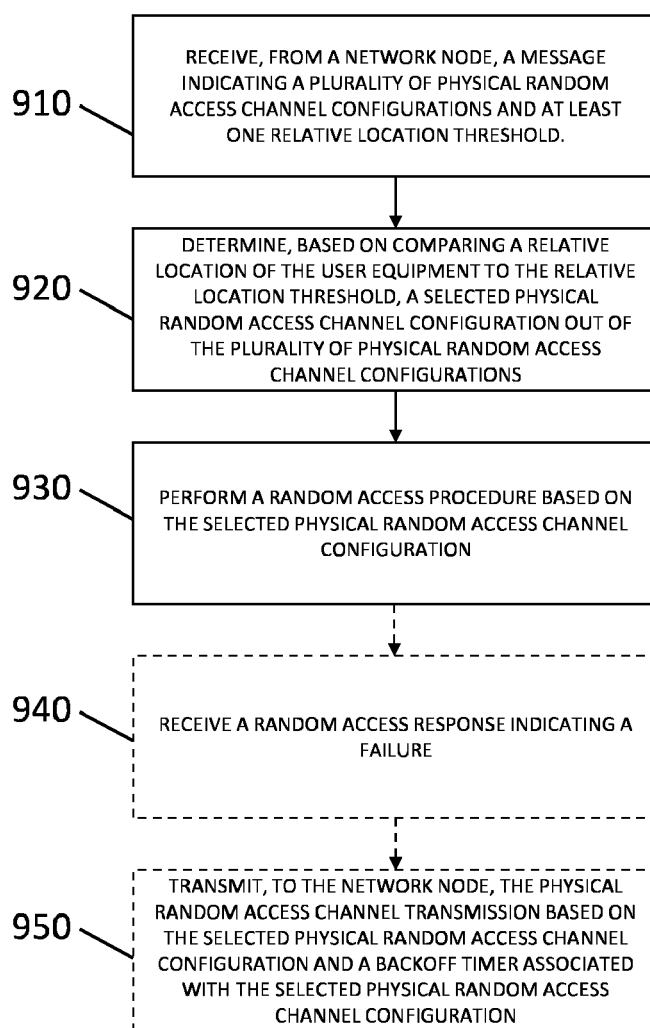 910
RECEIVE, FROM A NETWORK NODE, A MESSAGE
INDICATING A PLURALITY OF PHYSICAL RANDOM
ACCESS CHANNEL CONFIGURATIONS AND AT LEAST
ONE RELATIVE LOCATION THRESHOLD.
920
DETERMINE, BASED ON COMPARING A RELATIVE
LOCATION OF THE USER EQUIPMENT TO THE RELATIVE
LOCATION THRESHOLD, A SELECTED PHYSICAL
RANDOM ACCESS CHANNEL CONFIGURATION OUT OF
THE PLURALITY OF PHYSICAL RANDOM ACCESS
CHANNEL CONFIGURATIONS
930
PERFORM A RANDOM ACCESS PROCEDURE BASED ON
THE SELECTED PHYSICAL RANDOM ACCESS CHANNEL
CONFIGURATION
940
RECEIVE A RANDOM ACCESS RESPONSE INDICATING A
FAILURE
950
TRANSMIT, TO THE NETWORK NODE, THE PHYSICAL
RANDOM ACCESS CHANNEL TRANSMISSION BASED ON
THE SELECTED PHYSICAL RANDOM ACCESS CHANNEL
CONFIGURATION AND A BACKOFF TIMER ASSOCIATED
WITH THE SELECTED PHYSICAL RANDOM ACCESS
CHANNEL CONFIGURATION